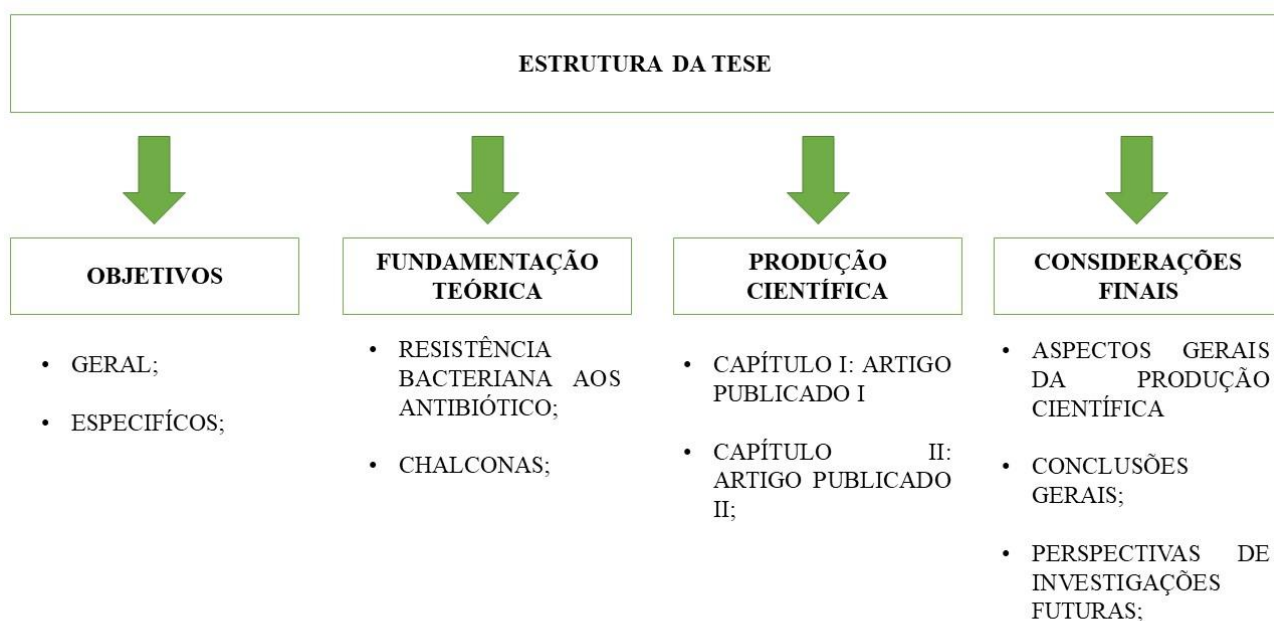 ESTRUTURA DA TESE
OBJETIVOS
• GERAL;
• ESPECIFÍCOS;
FUNDAMENTAÇÃO
TEÓRICA
• RESISTÊNCIA
BACTERIANA AOS
ANTIBIÓTICO;
• CHALCONAS;
PRODUÇÃO
CIENTÍFICA
• CAPÍTULO I: ARTIGO
PUBLICADO I
• CAPÍTULO II:
ARTIGO PUBLICADO
II;
CONSIDERAÇÕES
FINAIS
• ASPECTOS GERAIS
DA PRODUÇÃO
CIENTÍFICA
• CONCLUSÕES
GERAIS;
• PERSPECTIVAS DE
INVESTIGAÇÕES
FUTURAS;